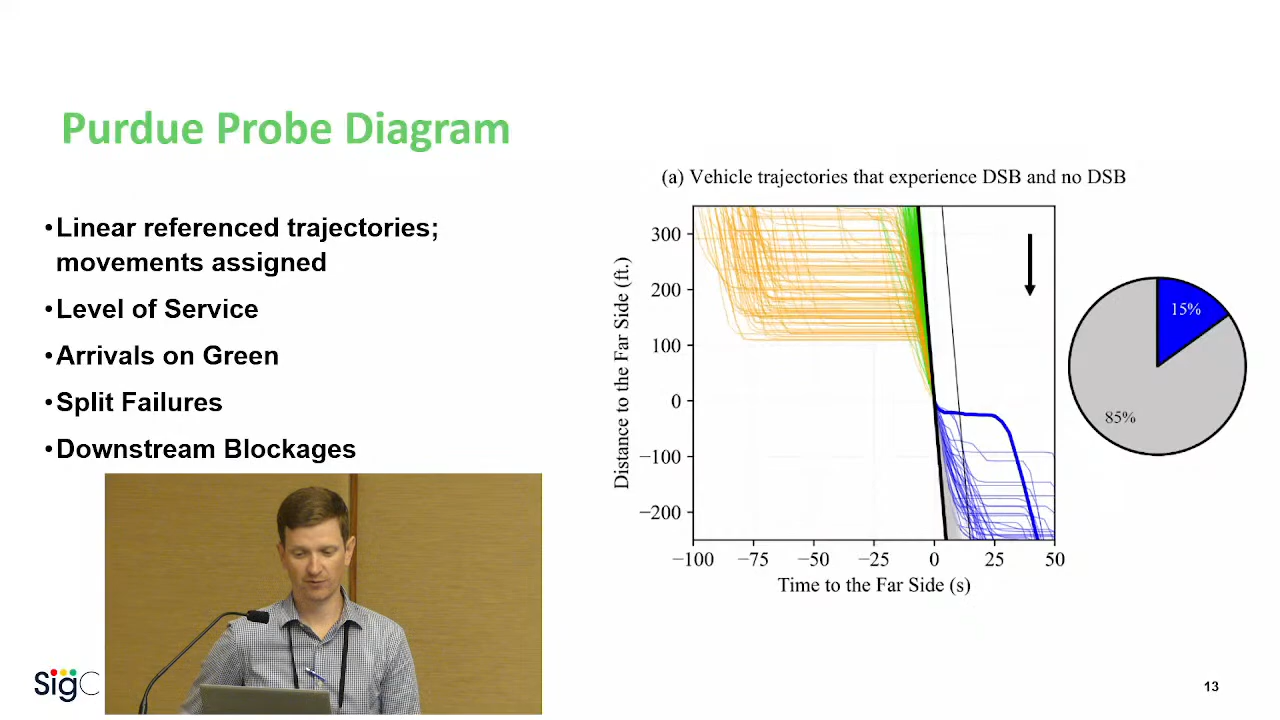 Purdue Probe Diagram
•Linear referenced trajectories;
movements assigned
•Level of Service
•Arrivals on Green
•Split Failures
•Downstream Blockages
(a) Vehicle trajectories that experience DSB and no DSB
Distance to the Far Side (ft.)
300
200
100
0
−100
−200
−100 −75 −50 −25 0 25 50
Time to the Far Side (s)
15%
85%
SigC
13